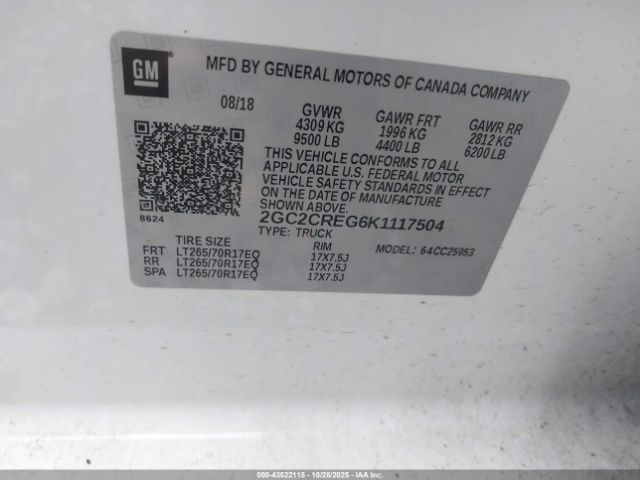 GM
MFD BY GENERAL MOTORS OF CANADA COMPANY
08/18
GVWR GAWR FRT GAWR RR
4309 KG 1996 KG 2812 KG
9500 LB 4400 LB 6200 LB
THIS VEHICLE CONFORMS TO ALL
APPLICABLE U.S. FEDERAL MOTOR
VEHICLE SAFETY STANDARDS IN EFFECT
ON THE DATE OF MANUFACTURE
SHOWN ABOVE.
8624
2GC2CREG6K1117504
TYPE: TRUCK
MODEL: 64CC25953
TIRE SIZE RIM
FRT LT265/70R17EQ 17X7.5J
RR LT265/70R17EQ 17X7.5J
SPA LT265/70R17EQ 17X7.5J
000-43522115 | 10/28/2025 | IAAI.COM